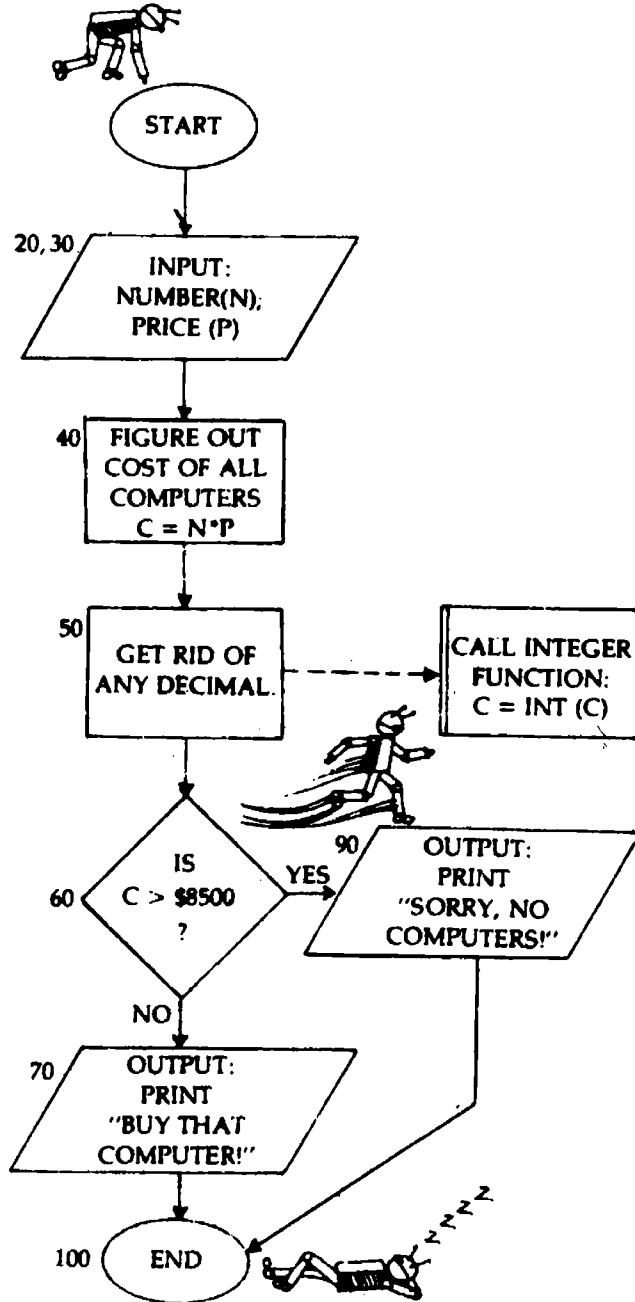 START
20, 30
INPUT:
NUMBER(N);
PRICE (P)
40
FIGURE OUT
COST OF ALL
COMPUTERS
C = N*P
50
GET RID OF
ANY DECIMAL.
CALL INTEGER
FUNCTION:
C = INT (C)
60
IS
C > $8500
?
YES
90
OUTPUT:
PRINT
"SORRY, NO
COMPUTERS!"
NO
70
OUTPUT:
PRINT
"BUY THAT
COMPUTER!"
100
END
z z z z